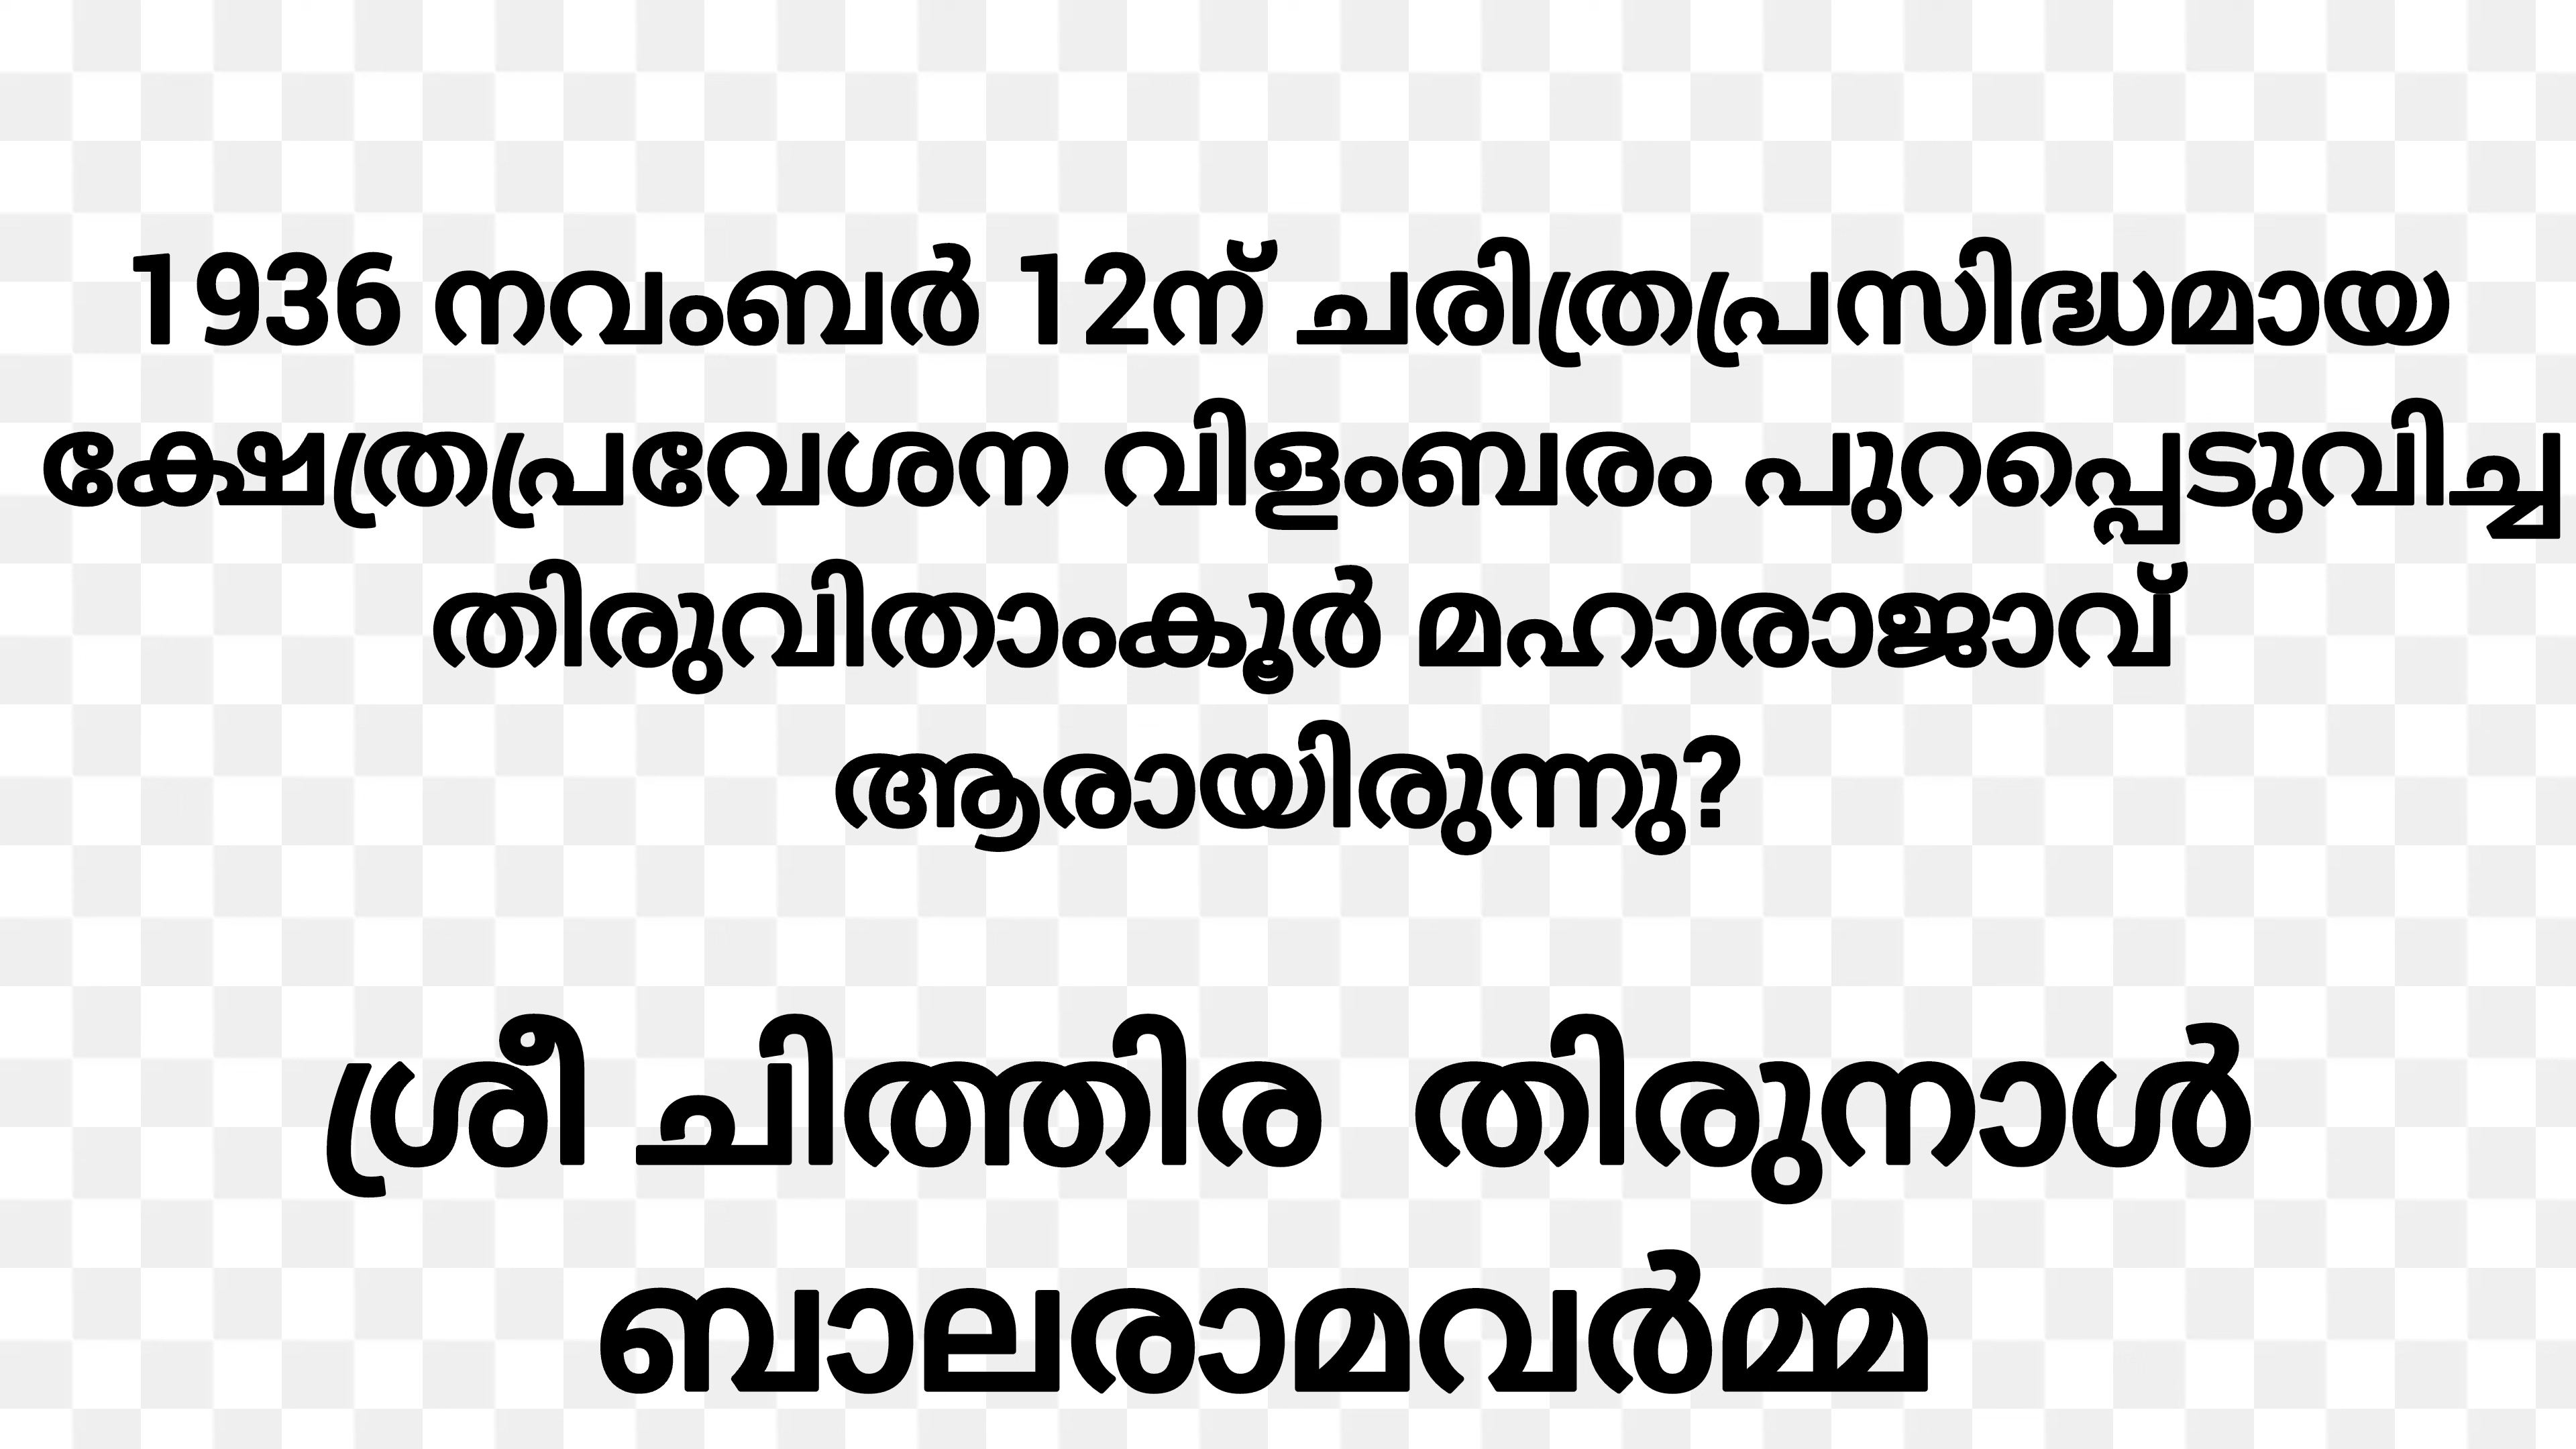 1936 നവംബർ 12ന് ചരിത്രപ്രസിദ്ധമായ
ക്ഷേത്രപ്രവേശന വിളംബരം പുറപ്പെടുവിച്ച
തിരുവിതാംകൂർ മഹാരാജാവ്
ആരായിരുന്നു?
ശ്രീ ചിത്തിര തിരുനാൾ
ബാലരാമവർമ്മ